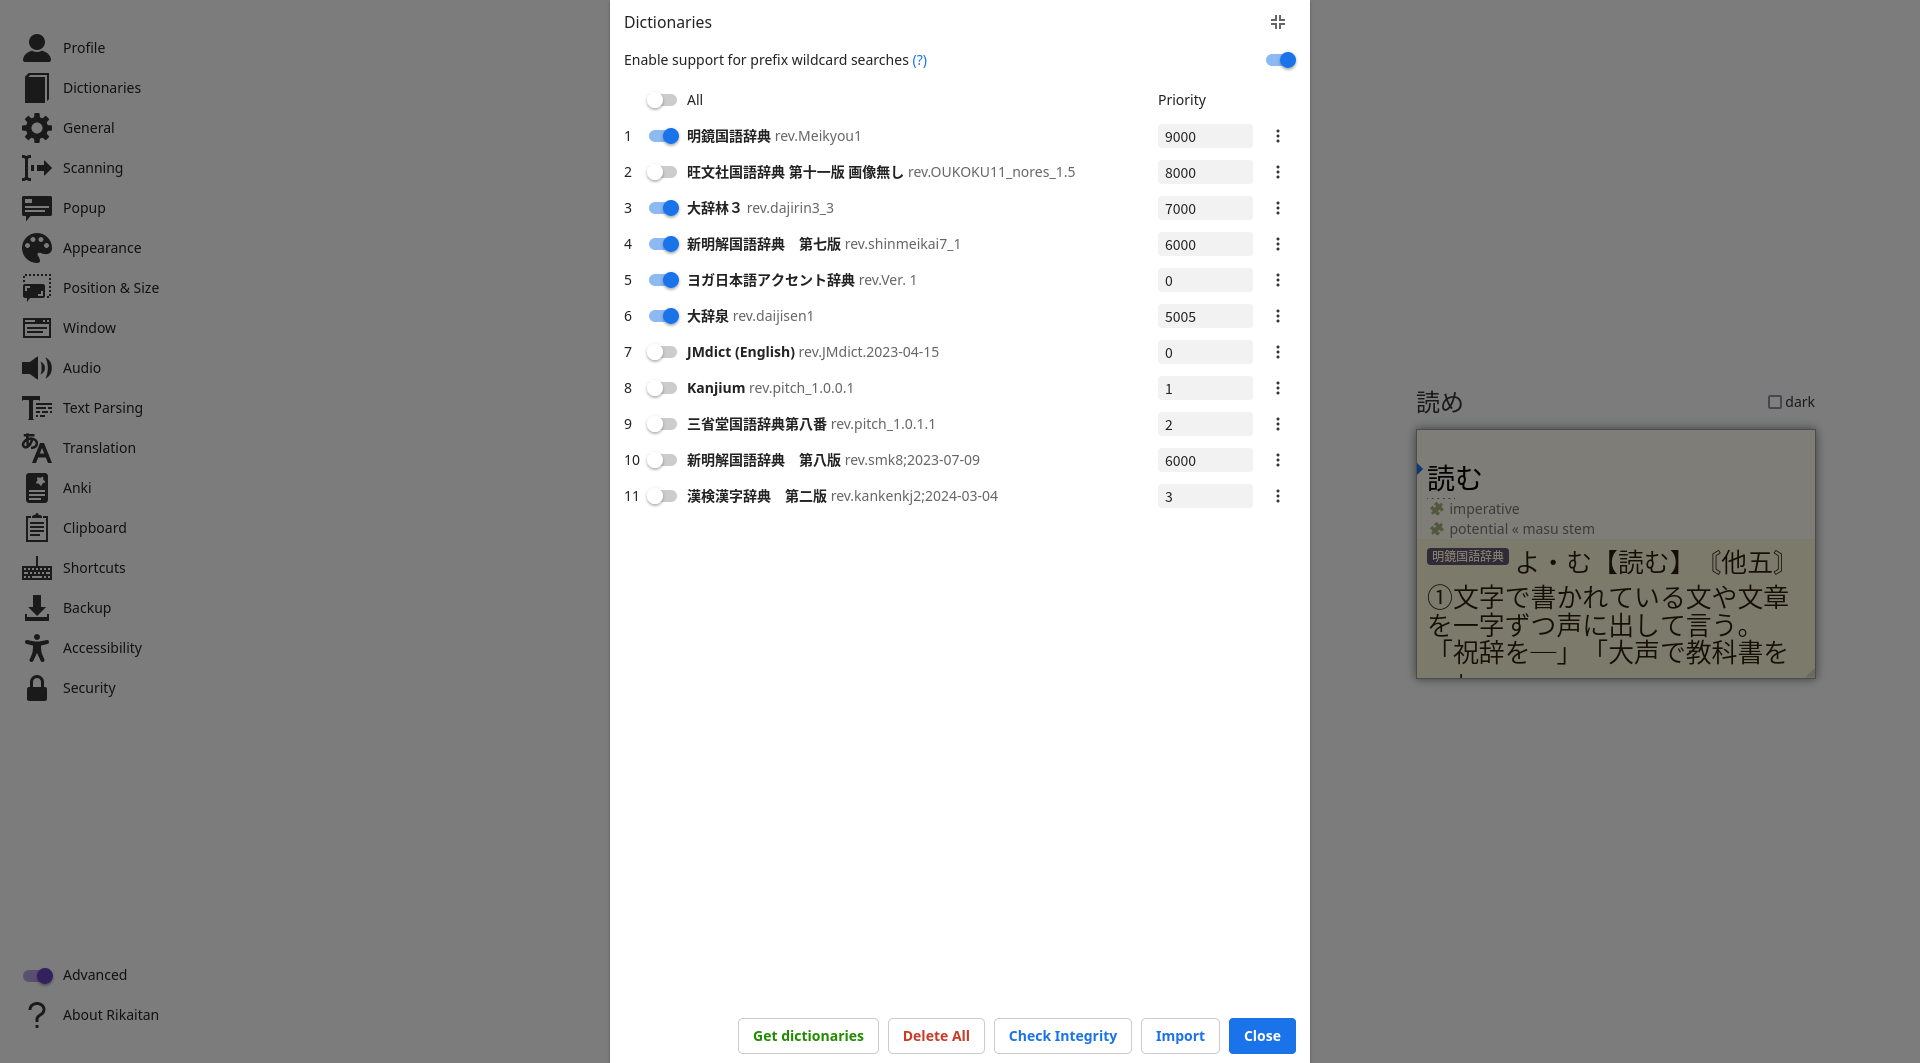 Profile
Dictionaries
General
Scanning
Popup
Appearance
Position & Size
Window
Audio
Text Parsing
Translation
Anki
Clipboard
Shortcuts
Backup
Accessibility
Security
Advanced
About Rikaitan
Dictionaries
Enable support for prefix wildcard searches (?)
All Priority
1 明鏡国語辞典 rev.Meikyou1 9000
2 旺文社国語辞典 第十一版 画像無し rev.OUKOKU11_nores_1.5 8000
3 大辞林3 rev.dajirin3_3 7000
4 新明解国語辞典　第七版 rev.shinmeikai7_1 6000
5 ヨガ日本語アクセント辞典 rev.Ver. 1 0
6 大辞泉 rev.daijisen1 5005
7 JMdict (English) rev.JMdict.2023-04-15 0
8 Kanjium rev.pitch_1.0.0.1 1
9 三省堂国語辞典第八番 rev.pitch_1.0.1.1 2
10 新明解国語辞典　第八版 rev.smk8;2023-07-09 6000
11 漢検漢字辞典　第二版 rev.kankenkj2;2024-03-04 3
Get dictionaries Delete All Check Integrity Import Close
読め dark
読む
imperative
potential « masu stem
明鏡国語辞典 よ・む【読む】〘他五〙
①文字で書かれている文や文章
を一字ずつ声に出して言う。
「祝辞を―」「大声で教科書を